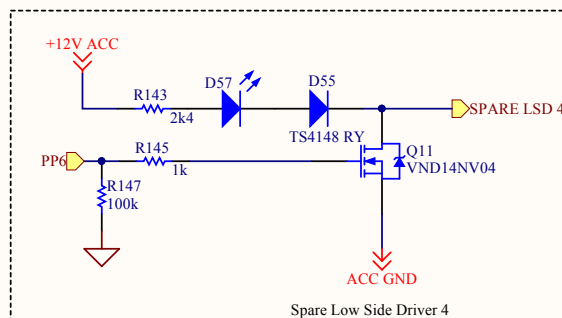 +12V ACC
R143
2k4
D57
D55
TS4148 RY
SPARE LSD 4
PP6
R145
1k
Q11
VND14NV04
R147
100k
ACC GND
Spare Low Side Driver 4